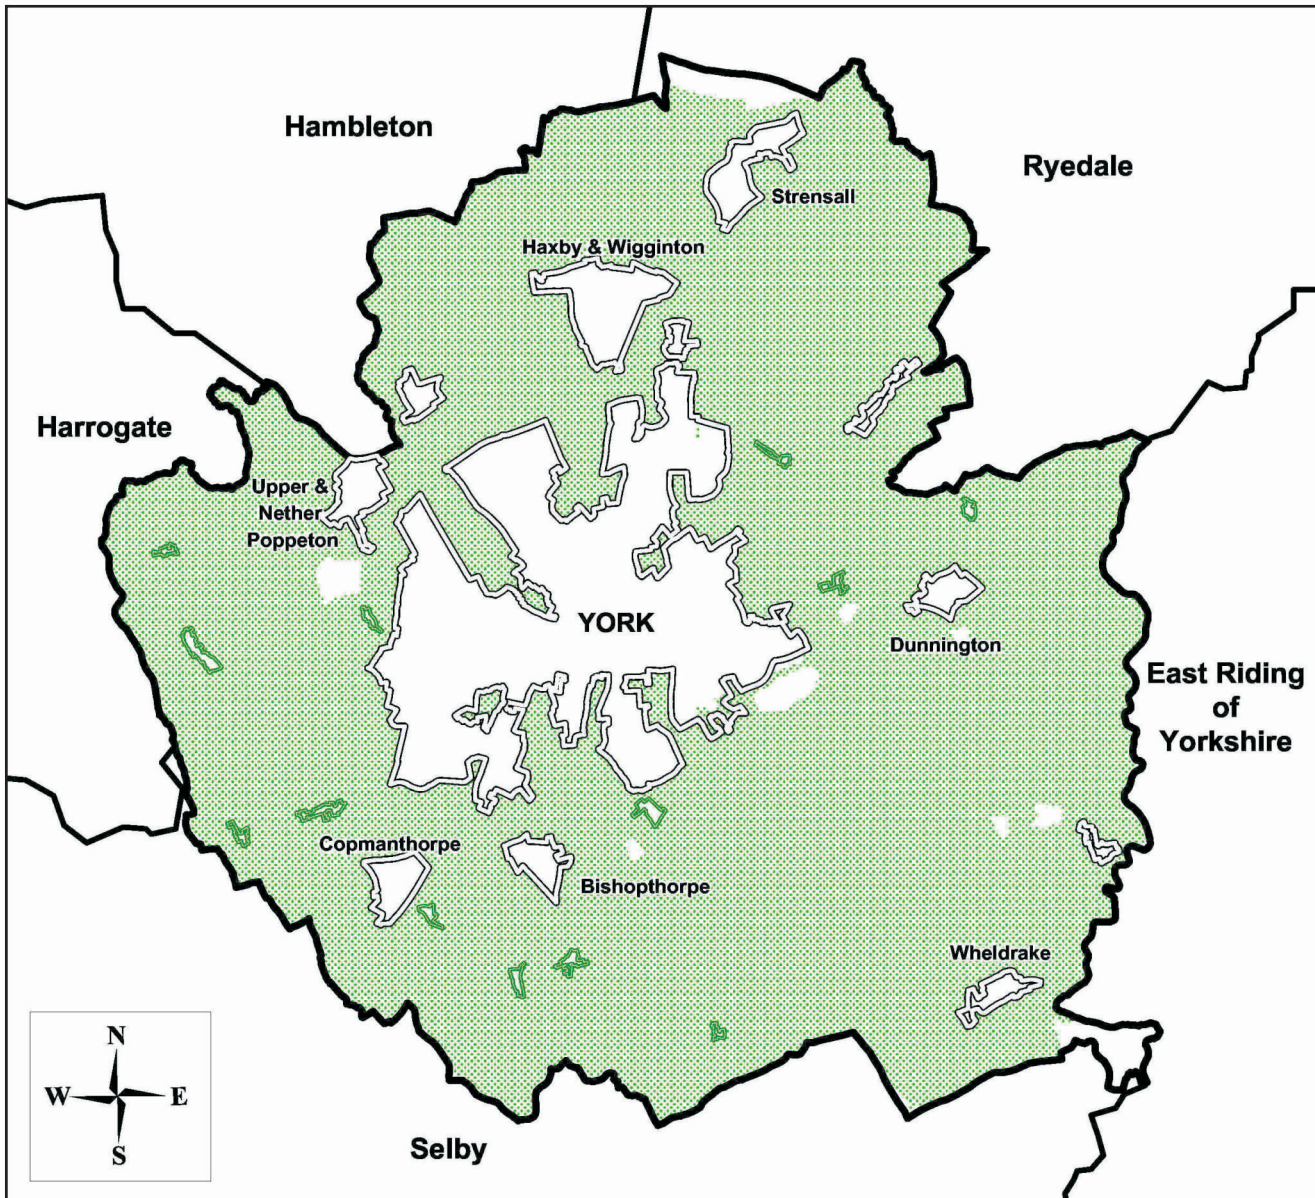 Hambleton
Ryedale
Strensall
Haxby & Wigginton
Harrogate
Upper &
Nether
Poppeton
YORK
Dunnington
East Riding
of
Yorkshire
Copmanthorpe
Bishopthorpe
Wheldrake
N
W E
S
Selby